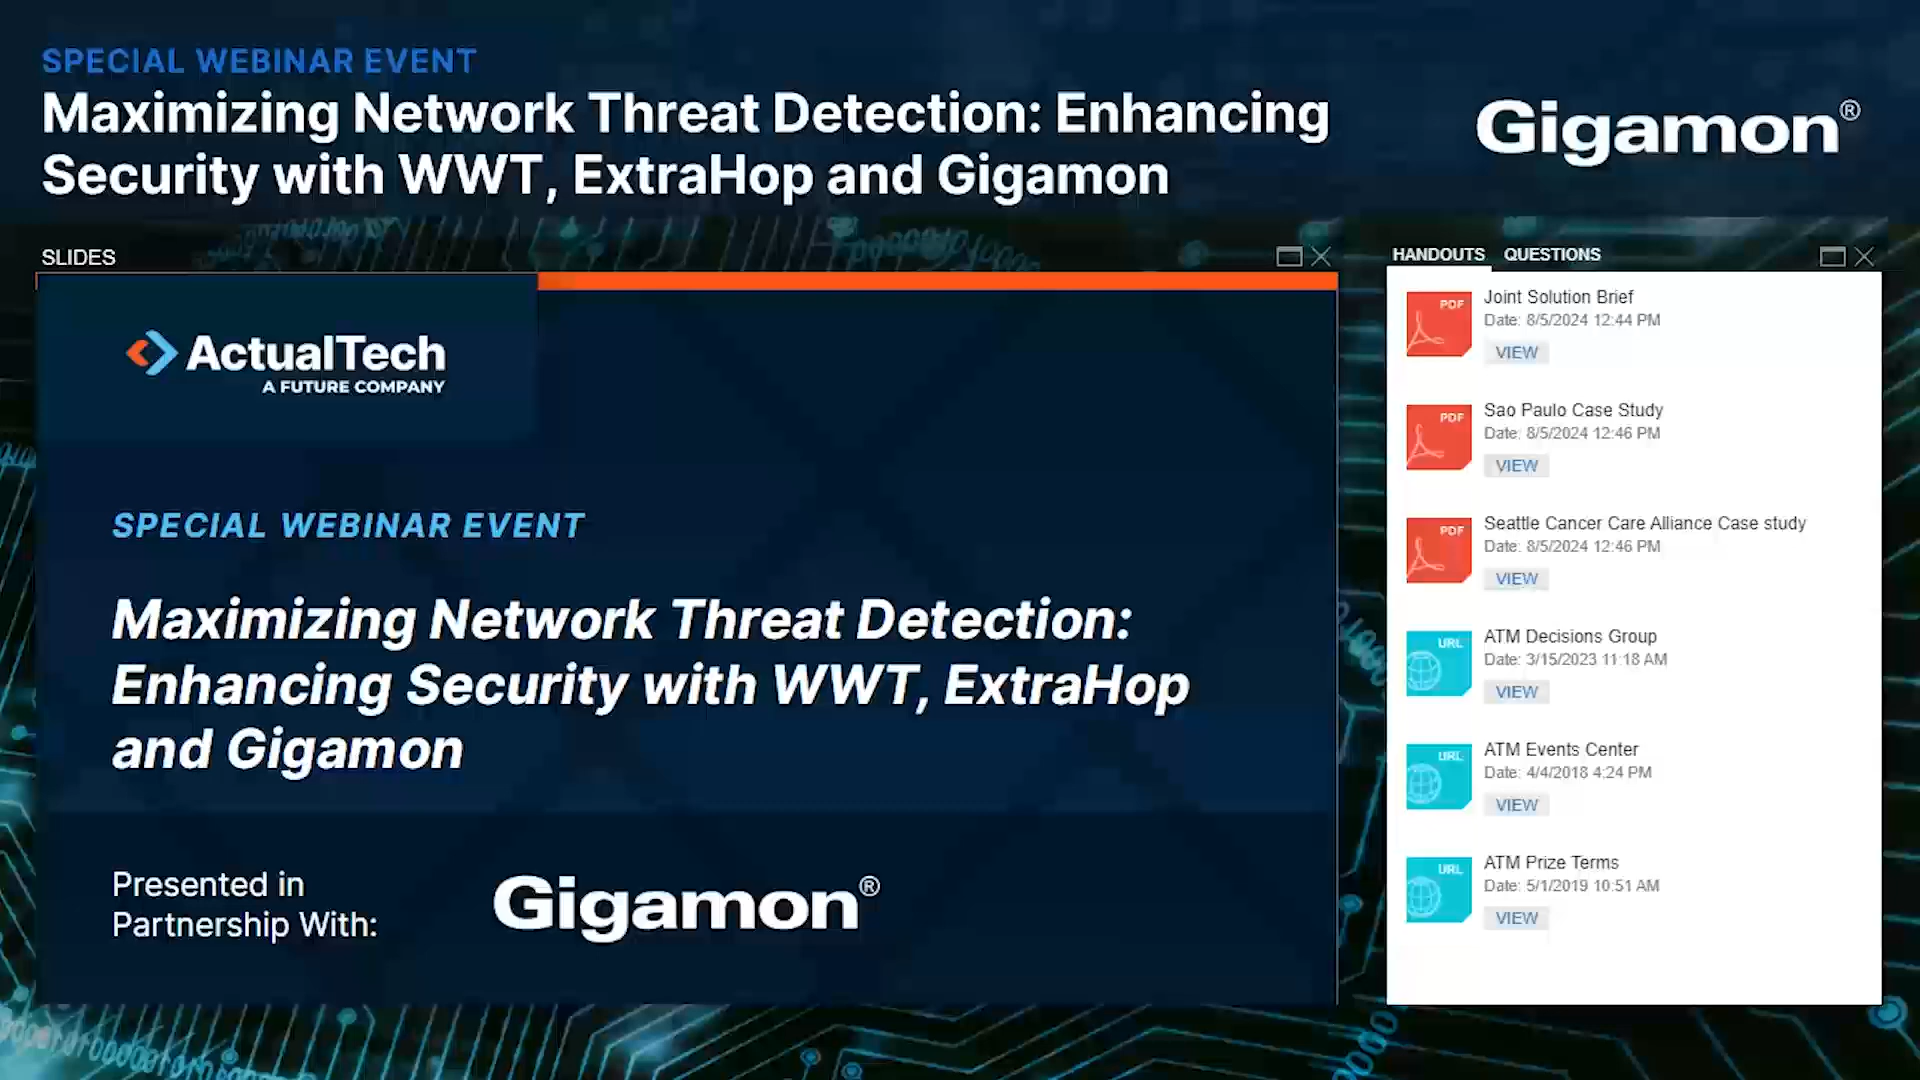 SPECIAL WEBINAR EVENT
Maximizing Network Threat Detection: Enhancing
Security with WWT, ExtraHop and Gigamon
Gigamon®
SLIDES
ActualTech
A FUTURE COMPANY
SPECIAL WEBINAR EVENT
Maximizing Network Threat Detection:
Enhancing Security with WWT, ExtraHop
and Gigamon
Presented in
Partnership With:
Gigamon®
HANDOUTS QUESTIONS
PDF
Joint Solution Brief
Date: 8/5/2024 12:44 PM
VIEW
PDF
Sao Paulo Case Study
Date: 8/5/2024 12:46 PM
VIEW
PDF
Seattle Cancer Care Alliance Case study
Date: 8/5/2024 12:46 PM
VIEW
URL
ATM Decisions Group
Date: 3/15/2023 11:18 AM
VIEW
URL
ATM Events Center
Date: 4/4/2018 4:24 PM
VIEW
URL
ATM Prize Terms
Date: 5/1/2019 10:51 AM
VIEW